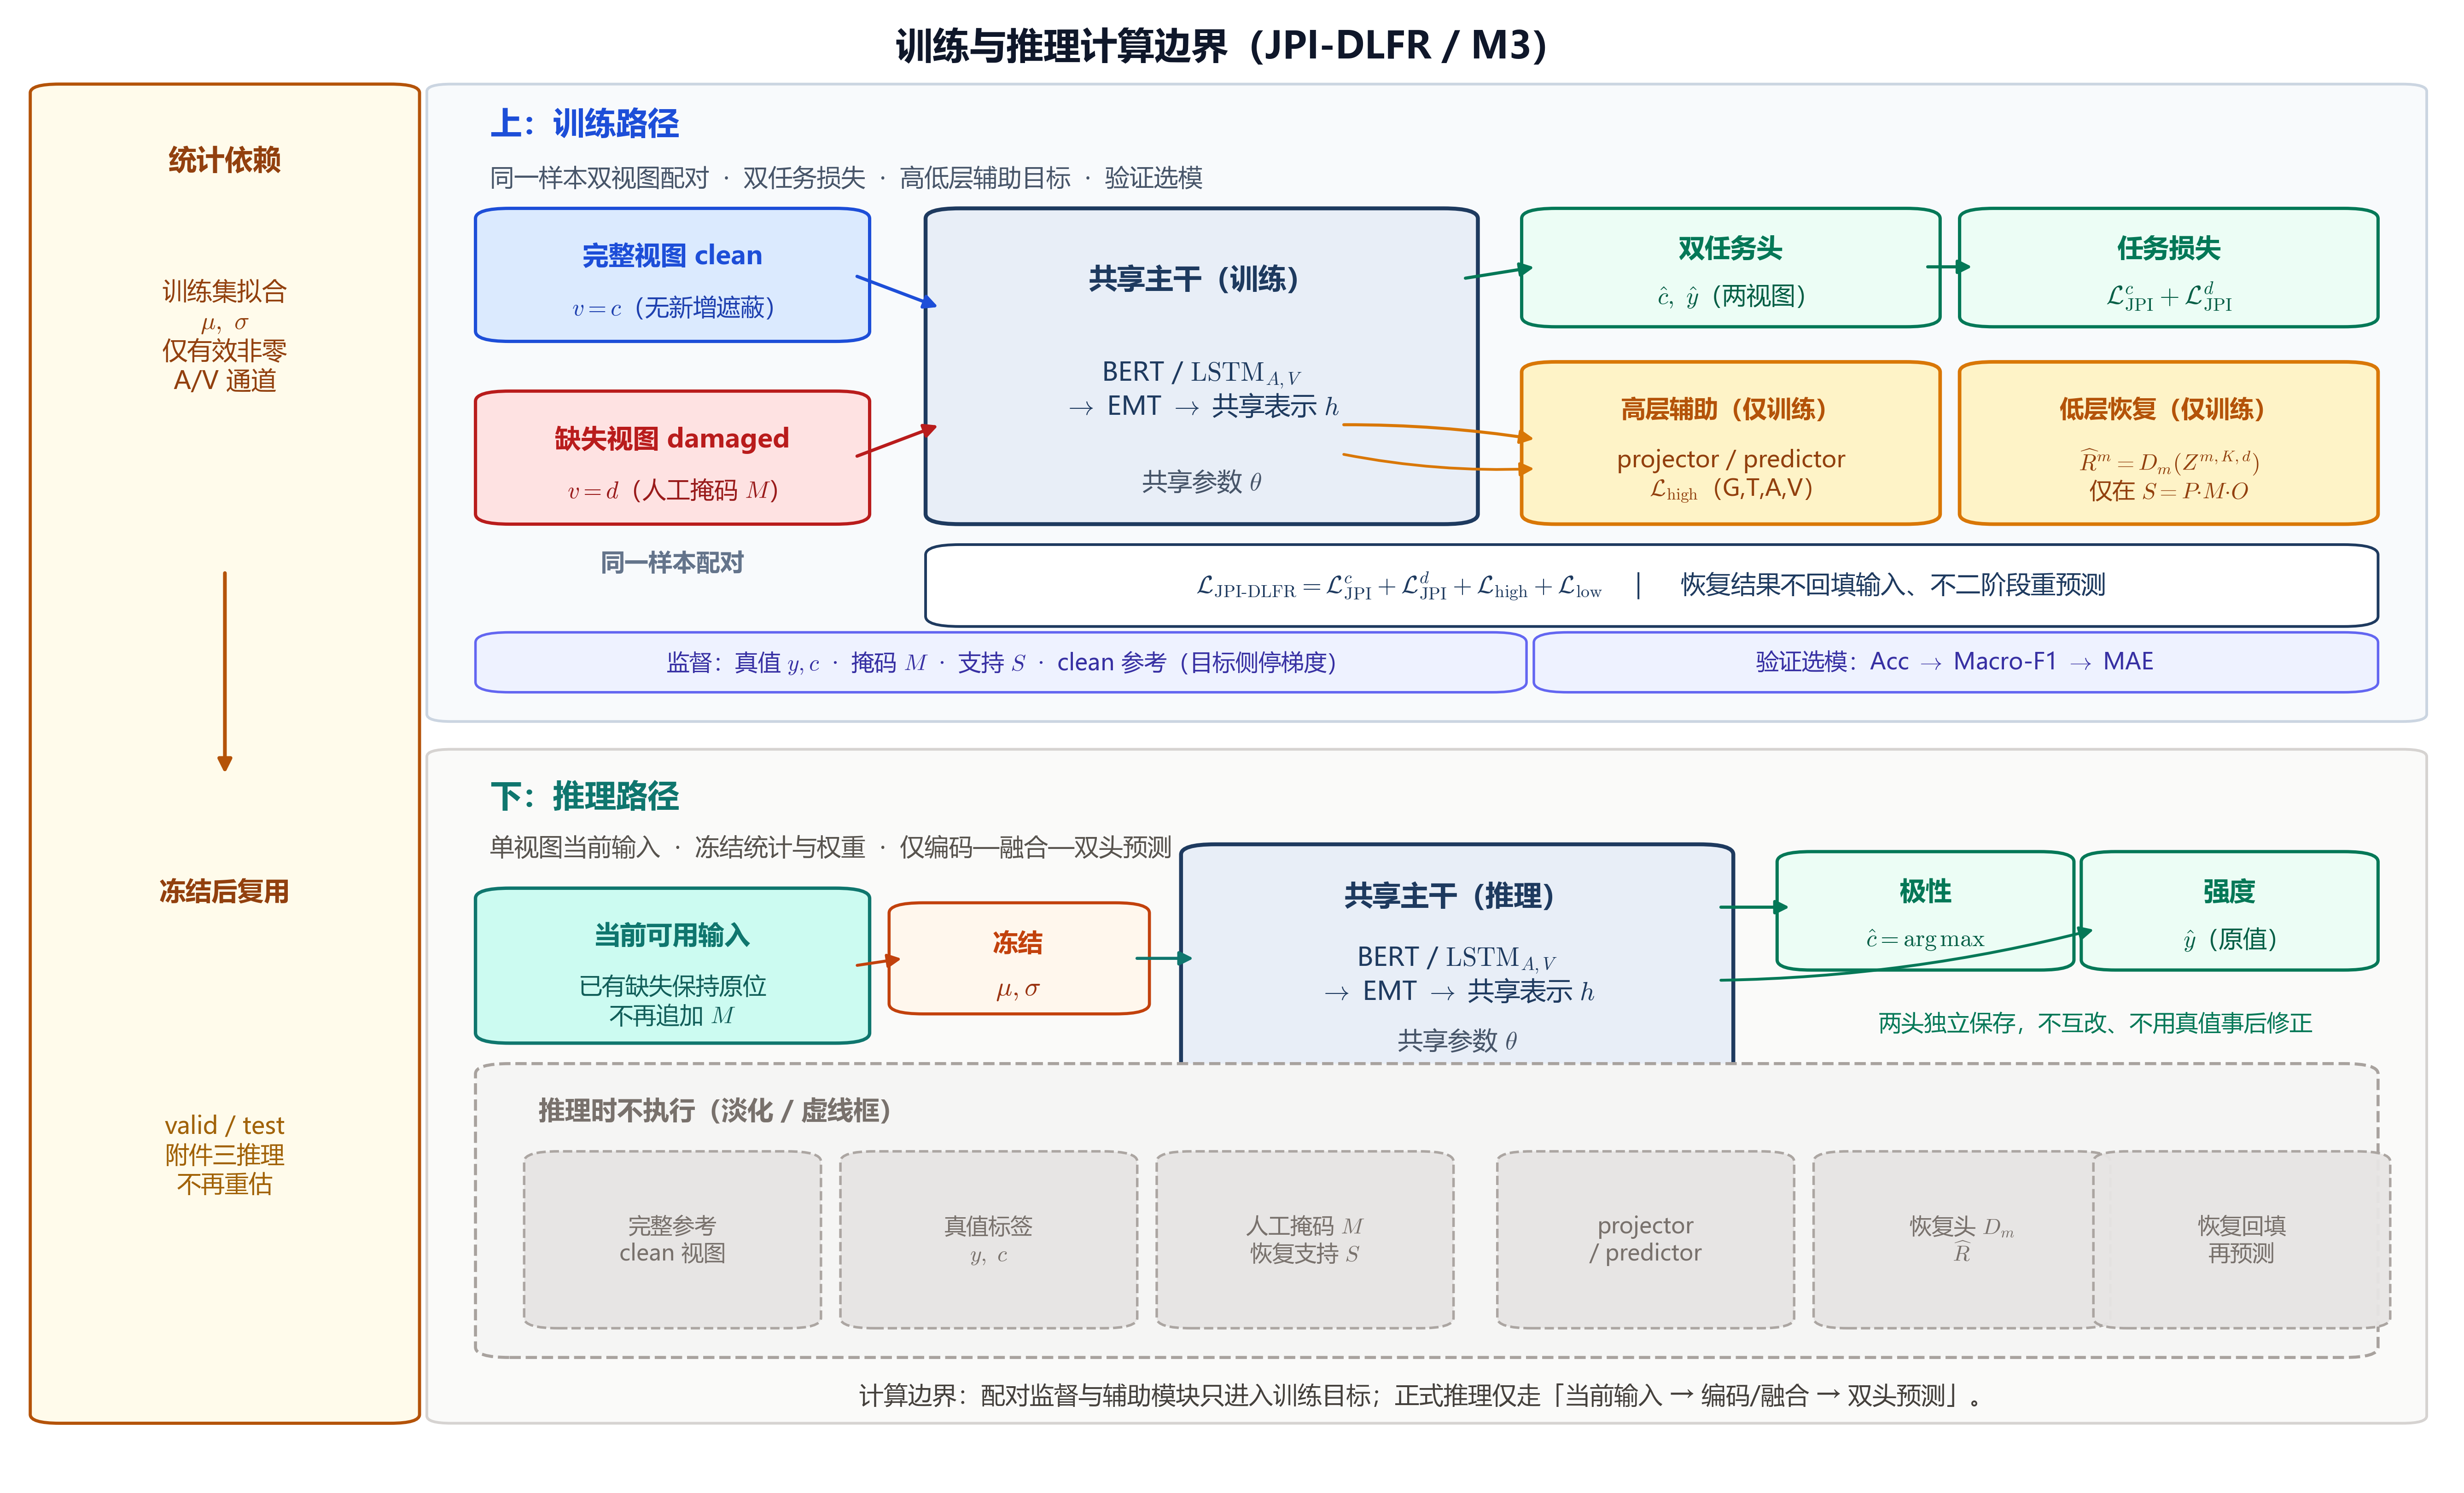 训练与推理计算边界（JPI-DLFR / M3）
统计依赖
训练集拟合
μ, σ
仅有效非零
A/V 通道
冻结后复用
valid / test
附件三推理
不再重估
上：训练路径
同一样本双视图配对 · 双任务损失 · 高低层辅助目标 · 验证选模
完整视图 clean
v = c（无新增遮蔽）
缺失视图 damaged
v = d（人工掩码 M）
同一样本配对
共享主干（训练）
BERT / LSTM_{A, V}
→ EMT → 共享表示 h
共享参数 θ
双任务头
ĉ, ŷ（两视图）
任务损失
ℒ^c_JPI + ℒ^d_JPI
高层辅助（仅训练）
projector / predictor
ℒ_high（G,T,A,V）
低层恢复（仅训练）
R̂^m = D_m(Z^{m, K, d})
仅在 S = P·M·O
ℒ_JPI-DLFR = ℒ^c_JPI + ℒ^d_JPI + ℒ_high + ℒ_low | 恢复结果不回填输入、不二阶段重预测
监督：真值 y, c · 掩码 M · 支持 S · clean 参考（目标侧停梯度）
验证选模：Acc → Macro-F1 → MAE
下：推理路径
单视图当前输入 · 冻结统计与权重 · 仅编码—融合—双头预测
当前可用输入
已有缺失保持原位
不再追加 M
冻结
μ, σ
共享主干（推理）
BERT / LSTM_{A, V}
→ EMT → 共享表示 h
共享参数 θ
极性
ĉ = arg max
强度
ŷ（原值）
两头独立保存，不互改、不用真值事后修正
推理时不执行（淡化 / 虚线框）
完整参考
clean 视图
真值标签
y, c
人工掩码 M
恢复支持 S
projector
/ predictor
恢复头 D_m
R̂
恢复回填
再预测
计算边界：配对监督与辅助模块只进入训练目标；正式推理仅走「当前输入 → 编码/融合 → 双头预测」。